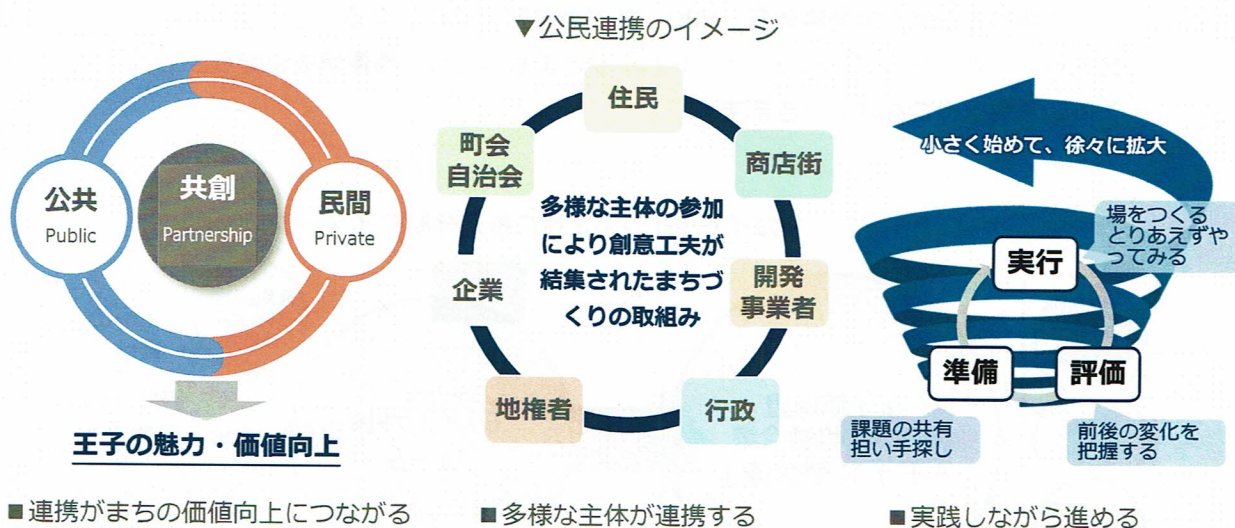 ▼公民連携のイメージ
公共
Public
共創
Partnership
民間
Private
王子の魅力・価値向上
■連携がまちの価値向上につながる
住民
町会
自治会
商店街
多様な主体の参加
により創意工夫が
結集されたまちづ
くりの取組み
企業
開発
事業者
地権者
行政
■多様な主体が連携する
小さく始めて、徐々に拡大
場をつくる
とりあえずや
ってみる
実行
準備
評価
課題の共有
担い手探し
前後の変化を
把握する
■実践しながら進める